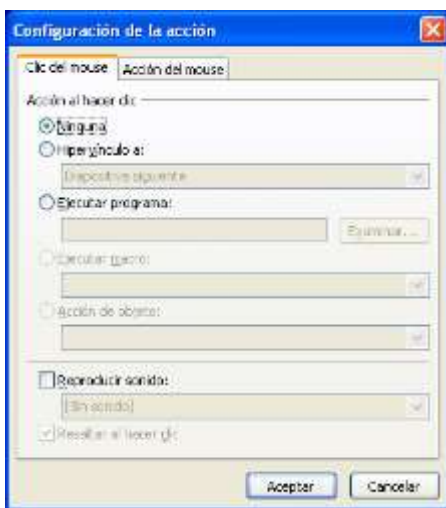 Configuración de la acción
Clic del mouse
Acción del mouse
Acción al hacer clic
Ninguna
Hipervínculo a:
Diapositiva siguiente
Ejecutar programa:
Examinar...
Ejecutar macro:
Acción de objeto:
Reproducir sonido:
[Sin sonido]
Resaltar al hacer clic
Aceptar
Cancelar